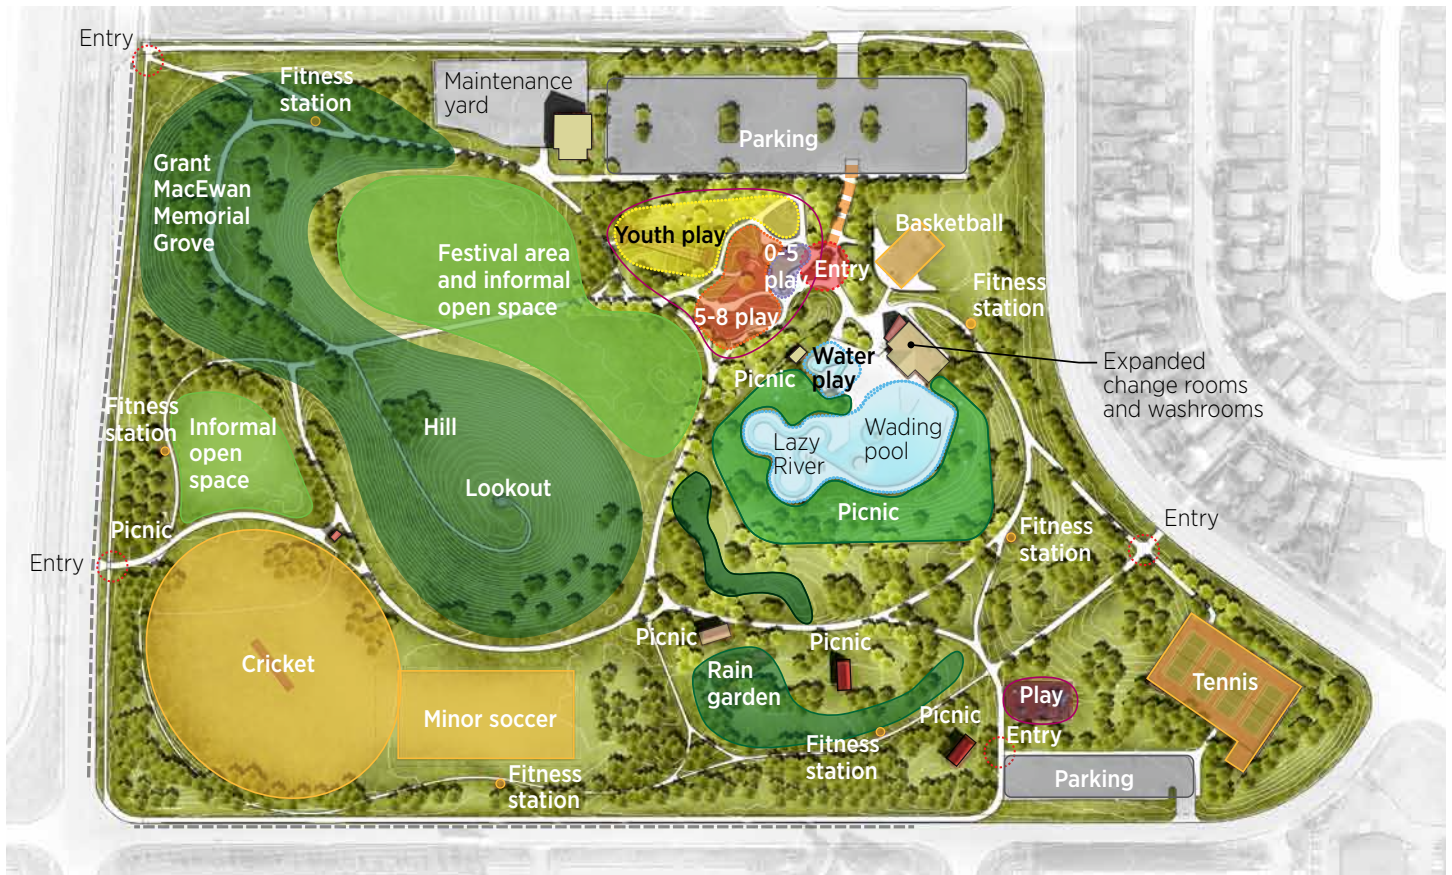 Entry
Fitness
station
Maintenance
yard
Parking
Grant
MacEwan
Memorial
Grove
Youth play
Festival area
and informal
open space
0-5
play
Entry
Basketball
5-8 play
Fitness
station
Water
play
Picnic
Expanded
change rooms
and washrooms
Fitness
station
Informal
open
space
Hill
Lookout
Lazy
River
Wading
pool
Picnic
Picnic
Entry
Fitness
station
Entry
Cricket
Minor soccer
Picnic
Picnic
Rain
garden
Picnic
Play
Entry
Tennis
Fitness
station
Fitness
station
Parking